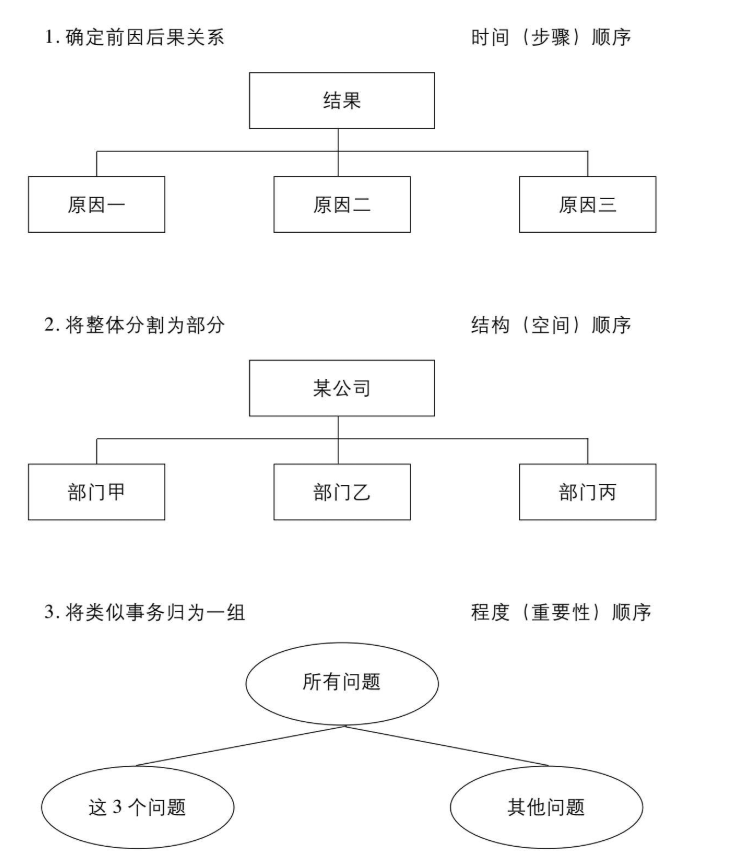 1. 确定前因后果关系 时间（步骤）顺序
结果
原因一 原因二 原因三
2. 将整体分割为部分 结构（空间）顺序
某公司
部门甲 部门乙 部门丙
3. 将类似事务归为一组 程度（重要性）顺序
所有问题
这 3 个问题 其他问题